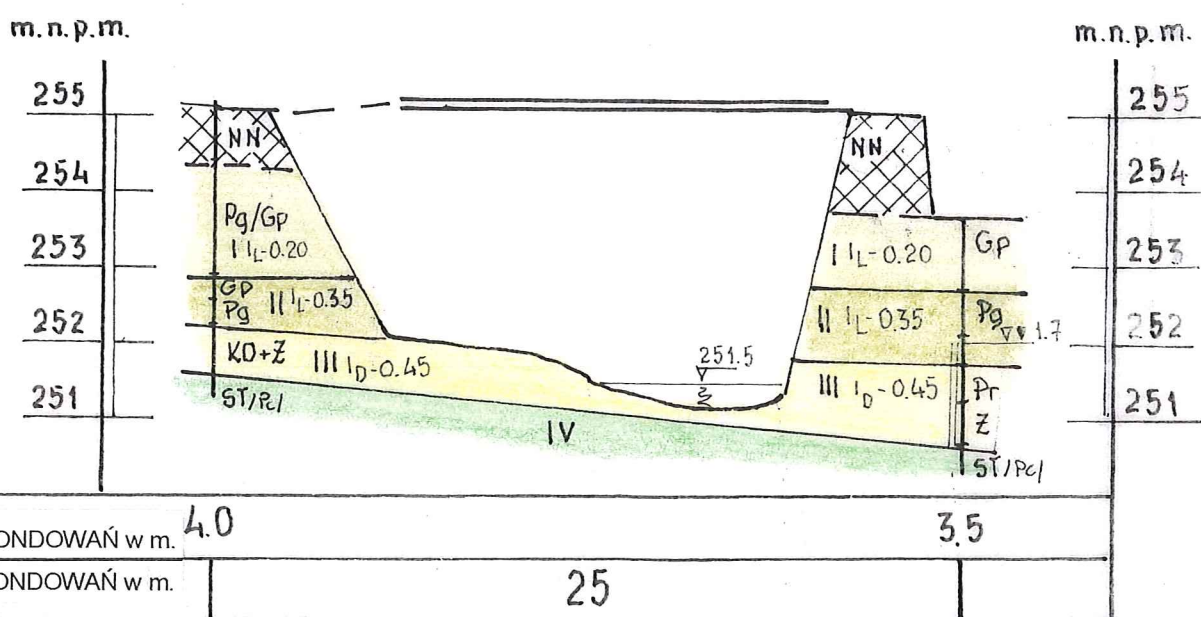 m.n.p.m. m.n.p.m.
255 255
254 NN NN 254
Pg/Gp
253 I IL-0.20 I IL-0.20 Gp 253
Gp
Pg II IL-0.35 II IL-0.35 Pg
252 1.7 252
KO+Ż III ID-0.45 251.5 III ID-0.45 Pr
251 Ż 251
ST/Pc/ IV ST/Pc/
4.0 3.5
ONDOWAŃ w m.
ONDOWAŃ w m. 25